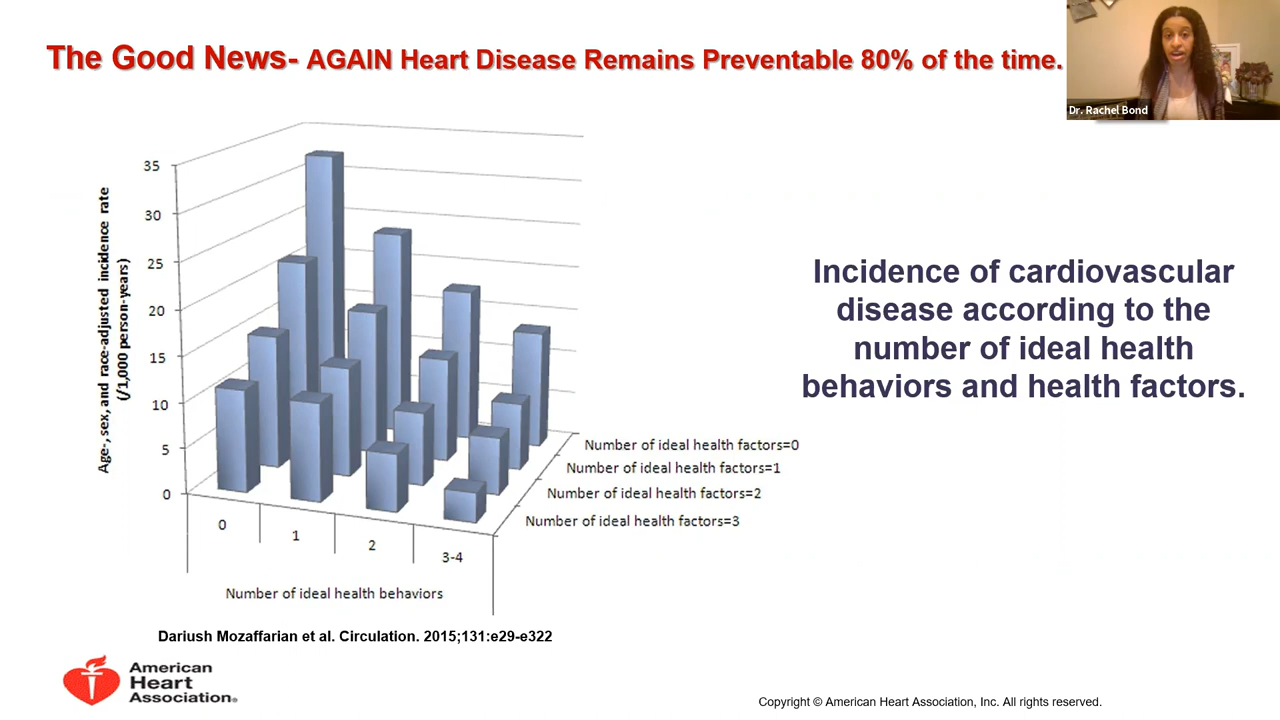 The Good News- AGAIN Heart Disease Remains Preventable 80% of the time.
Dr. Rachel Bond
Age-, sex, and race-adjusted incidence rate
(/1,000 person-years)
35
30
25
20
15
10
5
0
0
1
2
3-4
Number of ideal health behaviors
Number of ideal health factors=0
Number of ideal health factors=1
Number of ideal health factors=2
Number of ideal health factors=3
Incidence of cardiovascular
disease according to the
number of ideal health
behaviors and health factors.
Dariush Mozaffarian et al. Circulation. 2015;131:e29-e322
American
Heart
Association®
Copyright © American Heart Association, Inc. All rights reserved.